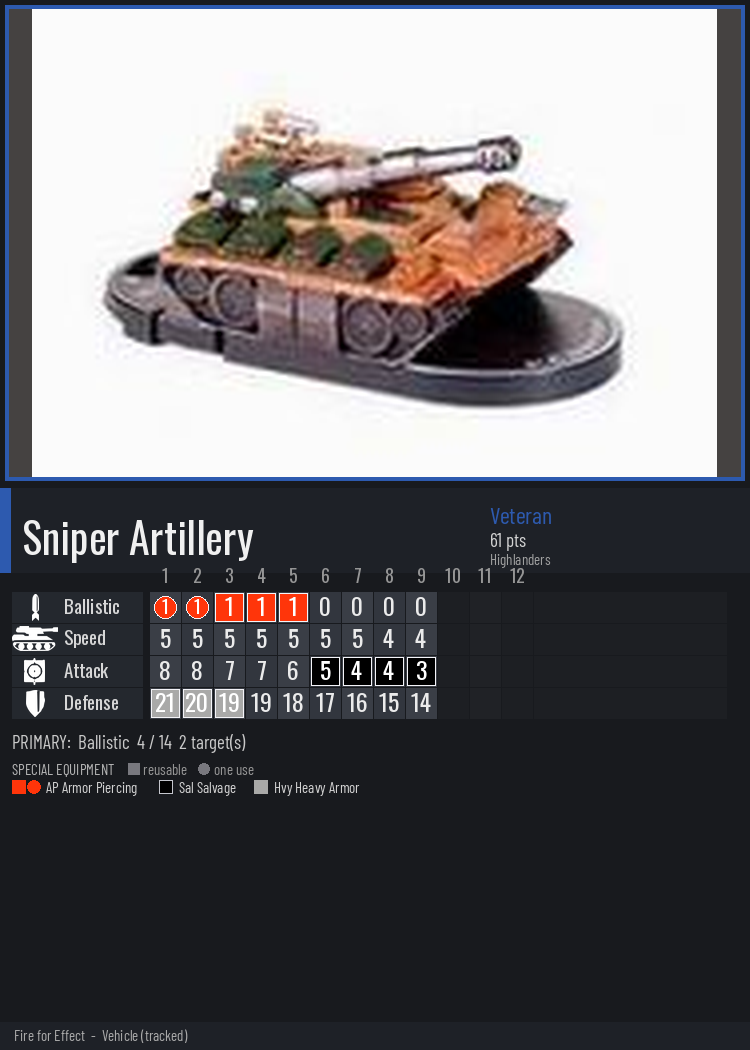 Sniper Artillery
Veteran
61 pts
Highlanders
1 2 3 4 5 6 7 8 9 10 11 12
Ballistic 1 1 1 1 1 0 0 0 0
Speed 5 5 5 5 5 5 5 4 4
Attack 8 8 7 7 6 5 4 4 3
Defense 21 20 19 19 18 17 16 15 14
PRIMARY: Ballistic 4 / 14 2 target(s)
SPECIAL EQUIPMENT reusable one use
AP Armor Piercing Sal Salvage Hvy Heavy Armor
Fire for Effect - Vehicle (tracked)